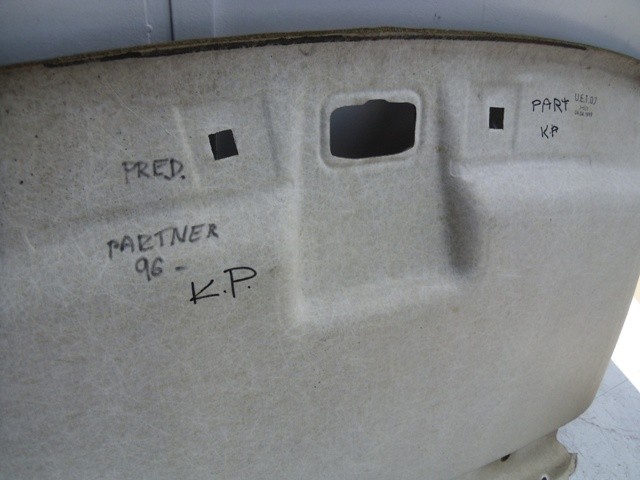 PRED.
PARTNER
96 -
K.P.
PART
KP
U.E.T.07